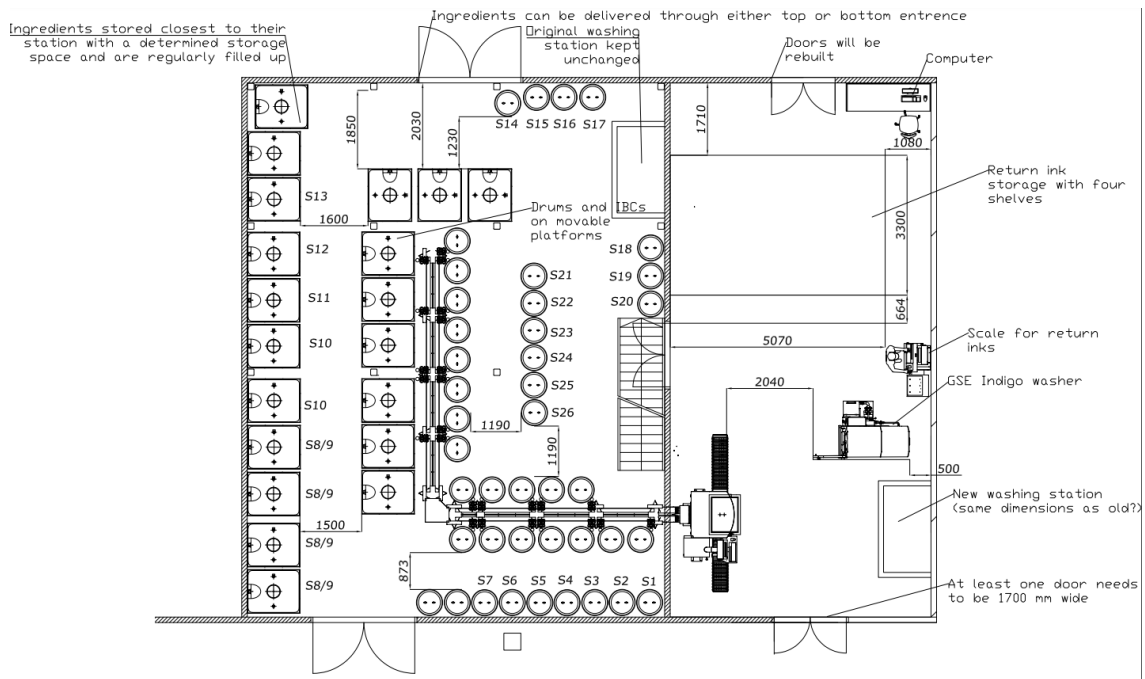 Ingredients can be delivered through either top or bottom entrence
Ingredients stored closest to their
station with a determined storage
space and are regularly filled up
Original washing
station kept
unchanged
Doors will be
rebuilt
Computer
S14
S15
S16
S17
1850
2030
1230
1710
1080
Return ink
storage with four
shelves
S13
1600
Drums and IBCs
on movable
platforms
3300
S12
S18
S11
S21
S19
S22
S20
664
S10
S23
5070
Scale for return
inks
S24
GSE Indigo washer
S10
S25
2040
S26
1190
S8/9
1190
500
S8/9
New washing station
(same dimensions as old?)
1500
S8/9
873
S8/9
S7
S6
S5
S4
S3
S2
S1
At least one door needs
to be 1700 mm wide